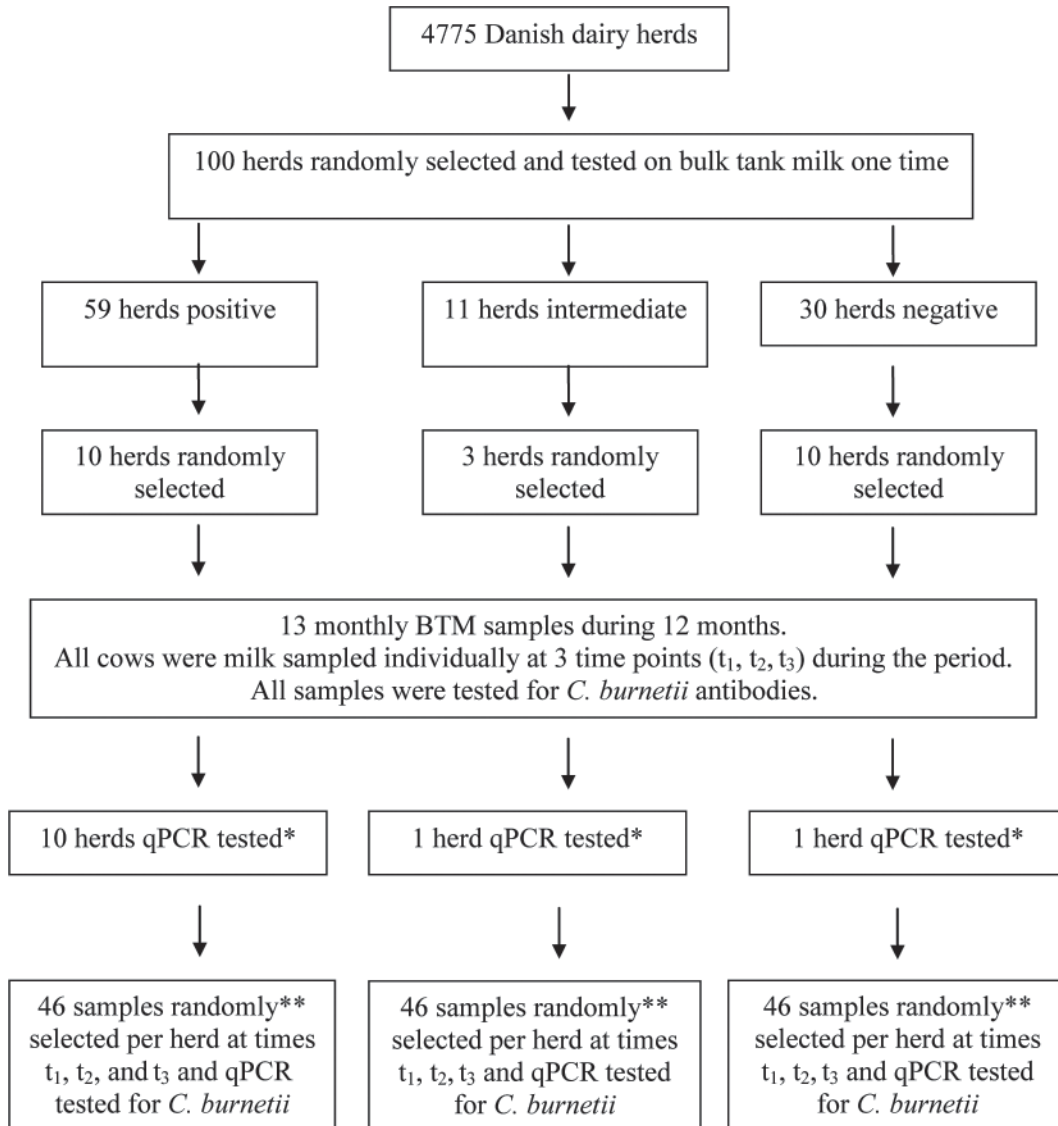 4775 Danish dairy herds
100 herds randomly selected and tested on bulk tank milk one time
59 herds positive
11 herds intermediate
30 herds negative
10 herds randomly
selected
3 herds randomly
selected
10 herds randomly
selected
13 monthly BTM samples during 12 months.
All cows were milk sampled individually at 3 time points (t₁, t₂, t₃) during the period.
All samples were tested for C. burnetii antibodies.
10 herds qPCR tested*
1 herd qPCR tested*
1 herd qPCR tested*
46 samples randomly**
selected per herd at times
t₁, t₂, and t₃ and qPCR
tested for C. burnetii
46 samples randomly**
selected per herd at times
t₁, t₂, t₃ and qPCR tested
for C. burnetii
46 samples randomly**
selected per herd at times
t₁, t₂, t₃ and qPCR tested
for C. burnetii